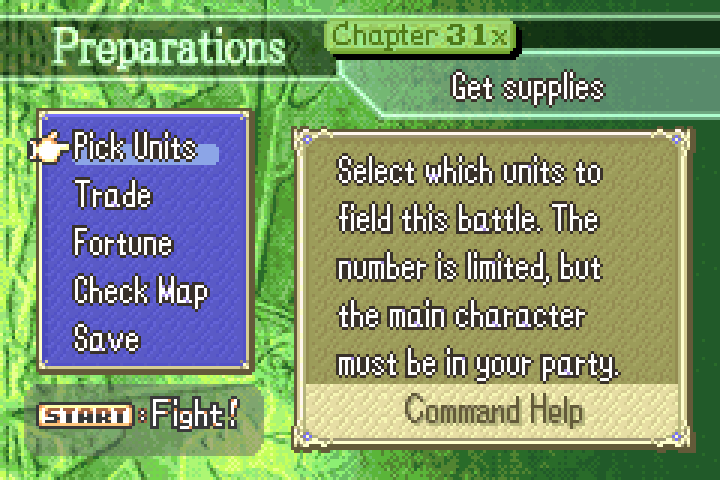 Preparations
Chapter 31x
Get supplies
Pick Units
Trade
Fortune
Check Map
Save
START: Fight!
Select which units to
field this battle. The
number is limited, but
the main character
must be in your party.
Command Help